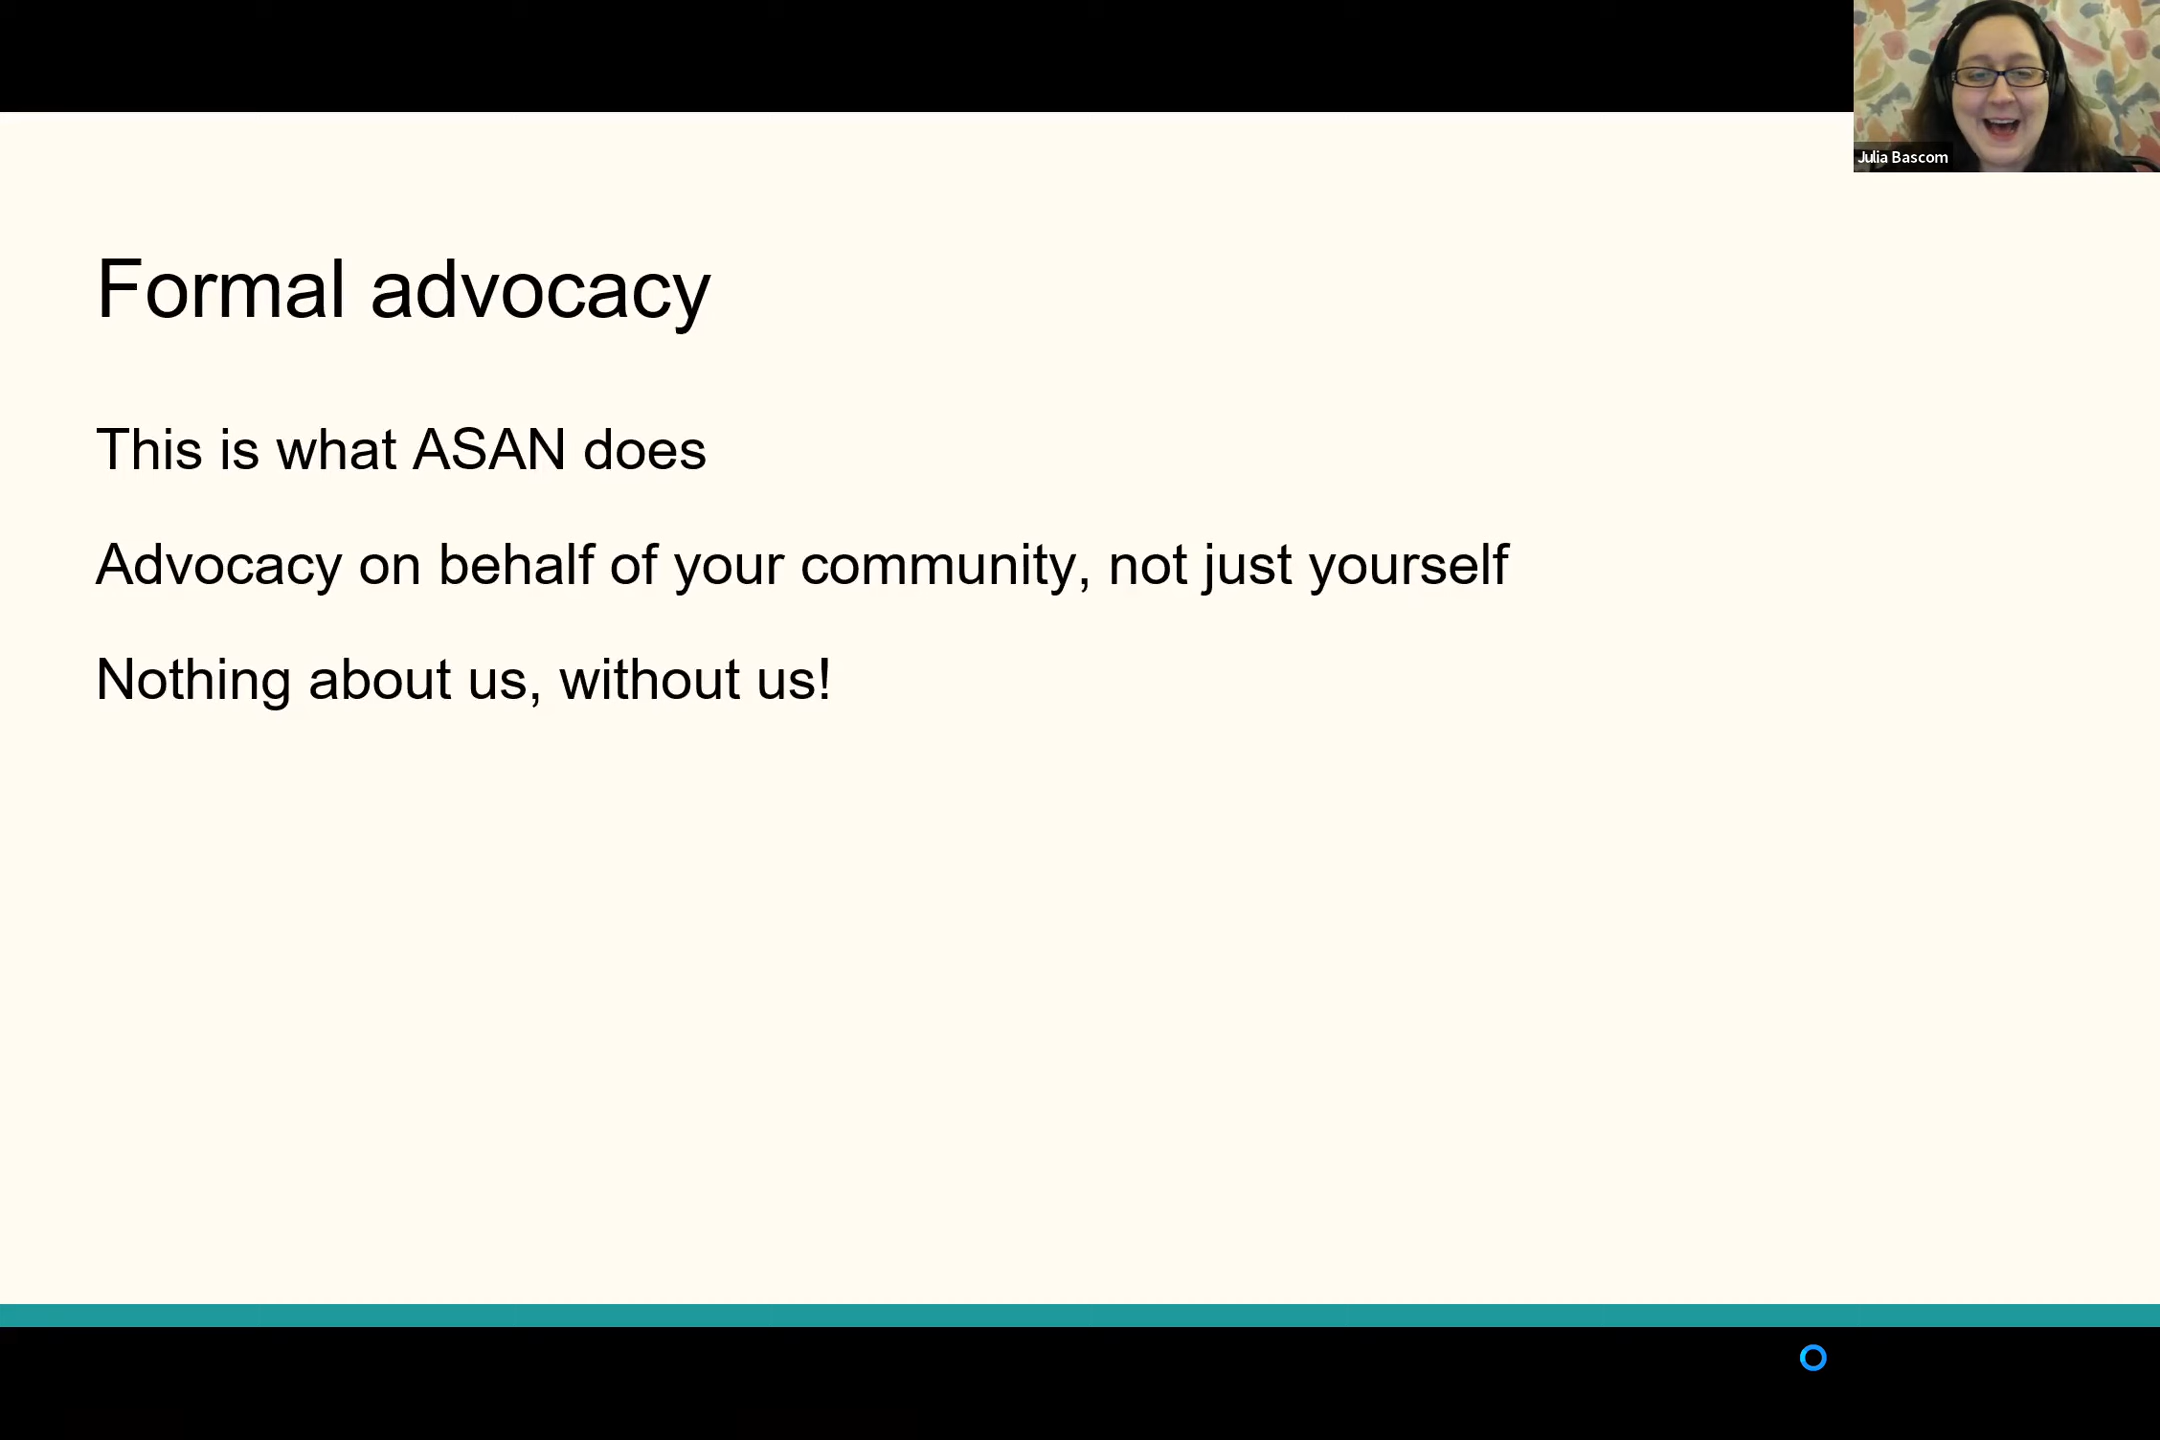 Julia Bascom
Formal advocacy
This is what ASAN does
Advocacy on behalf of your community, not just yourself
Nothing about us, without us!